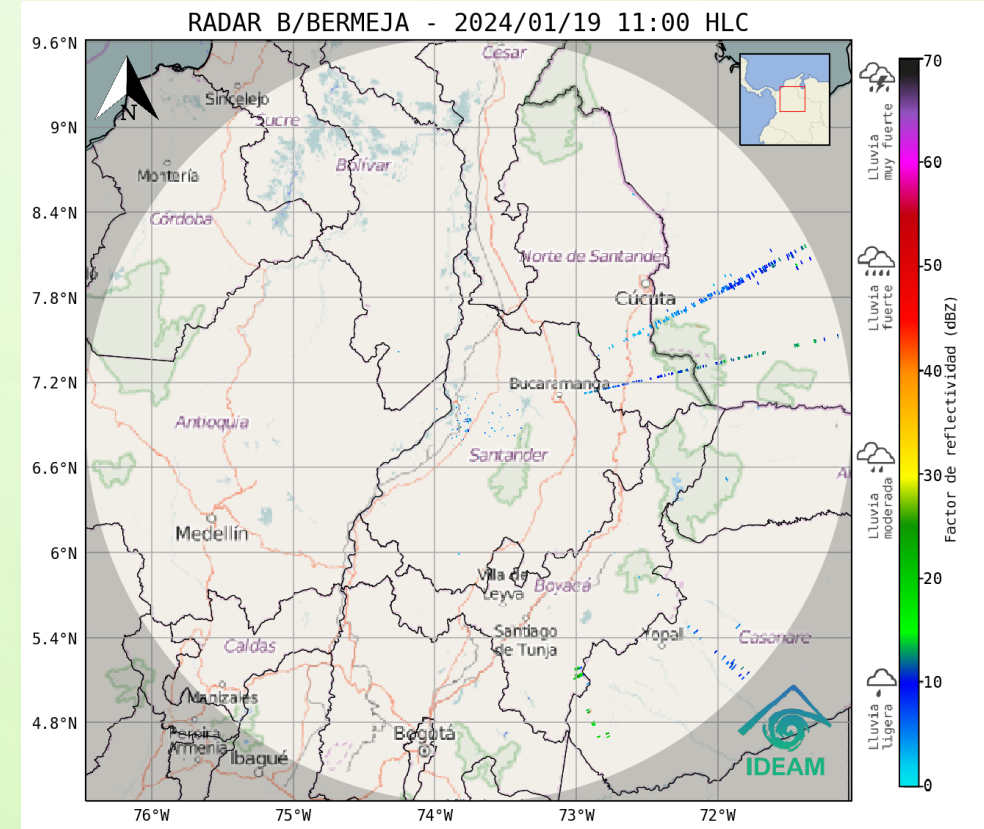 RADAR B/BERMEJA - 2024/01/19 11:00 HLC
9.6°N
9°N
8.4°N
7.8°N
7.2°N
6.6°N
6°N
5.4°N
4.8°N
76°W
75°W
74°W
73°W
72°W
N
Cesar
Sincelejo
Sucre
Bolívar
Montería
Córdoba
Norte de Santander
Cúcuta
Bucaramanga
Antioquia
Santander
Medellín
Villa de
Leyva
Boyacá
Santiago
de Tunja
Yopal
Casanare
Caldas
Manizales
Pereira
Armenia
Ibagué
Bogotá
IDEAM
70
60
50
40
30
20
10
0
Factor de reflectividad (dBZ)
Lluvia
muy fuerte
Lluvia
fuerte
Lluvia
moderada
Lluvia
ligera